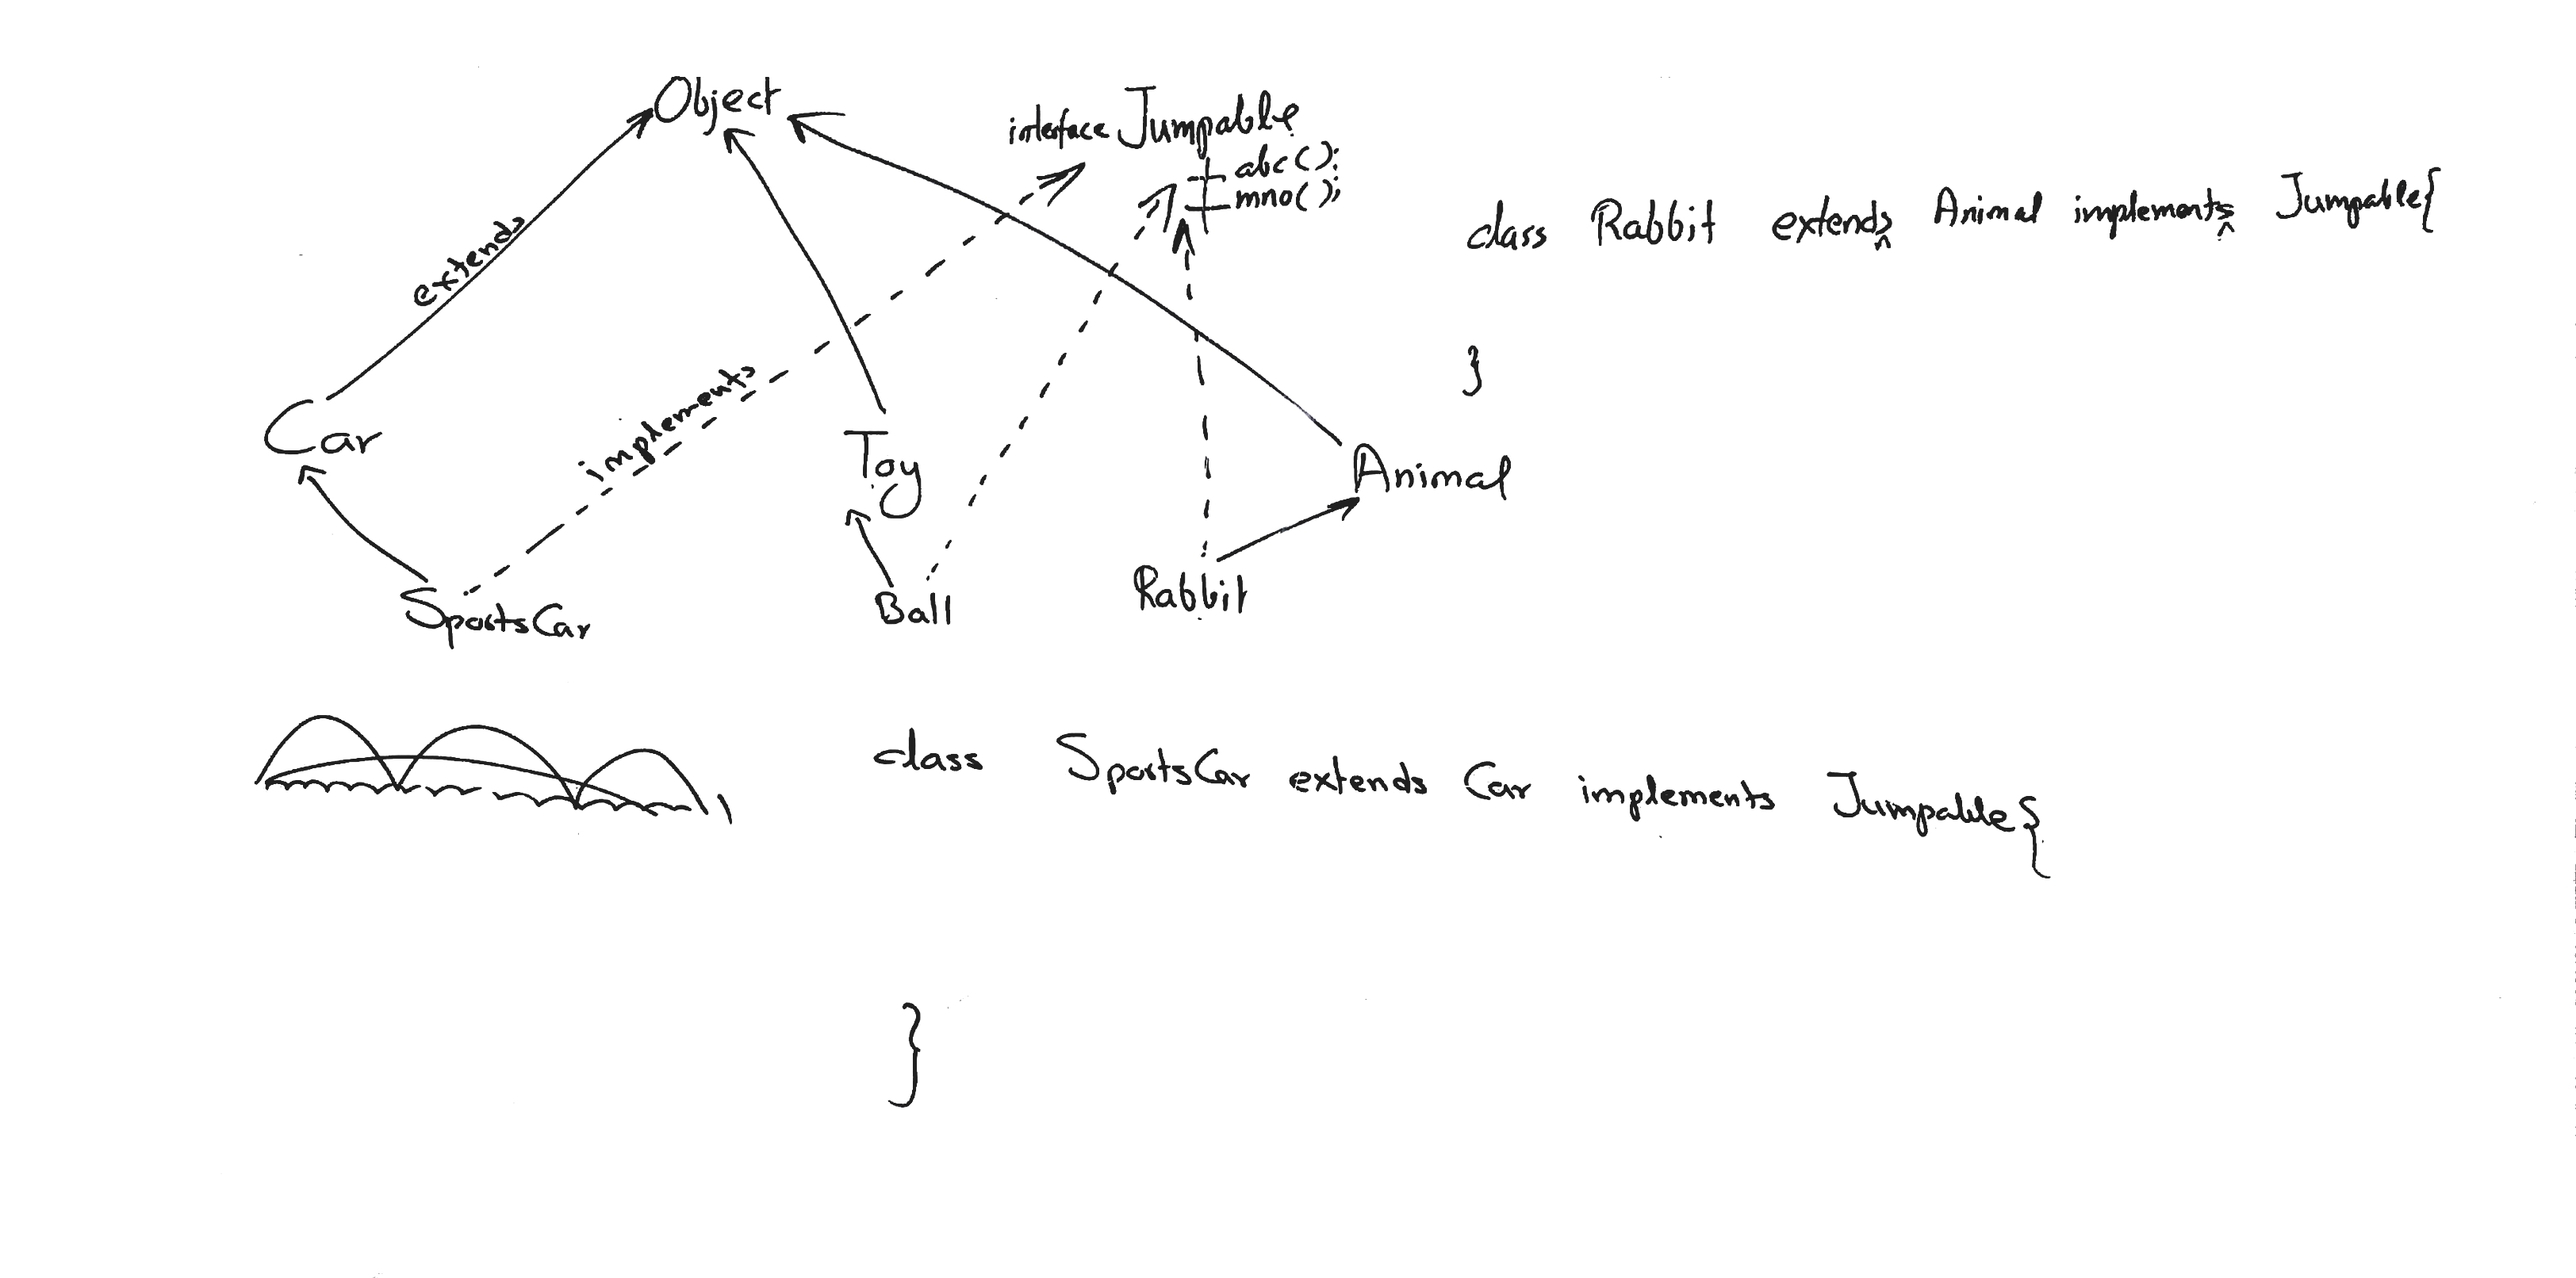 Object
interface Jumpable
abc();
mno();
extends
class Rabbit extends Animal implements Jumpable{
}
implements
Car
Toy
Animal
SportsCar
Ball
Rabbit
class SportsCar extends Car implements Jumpable{
}